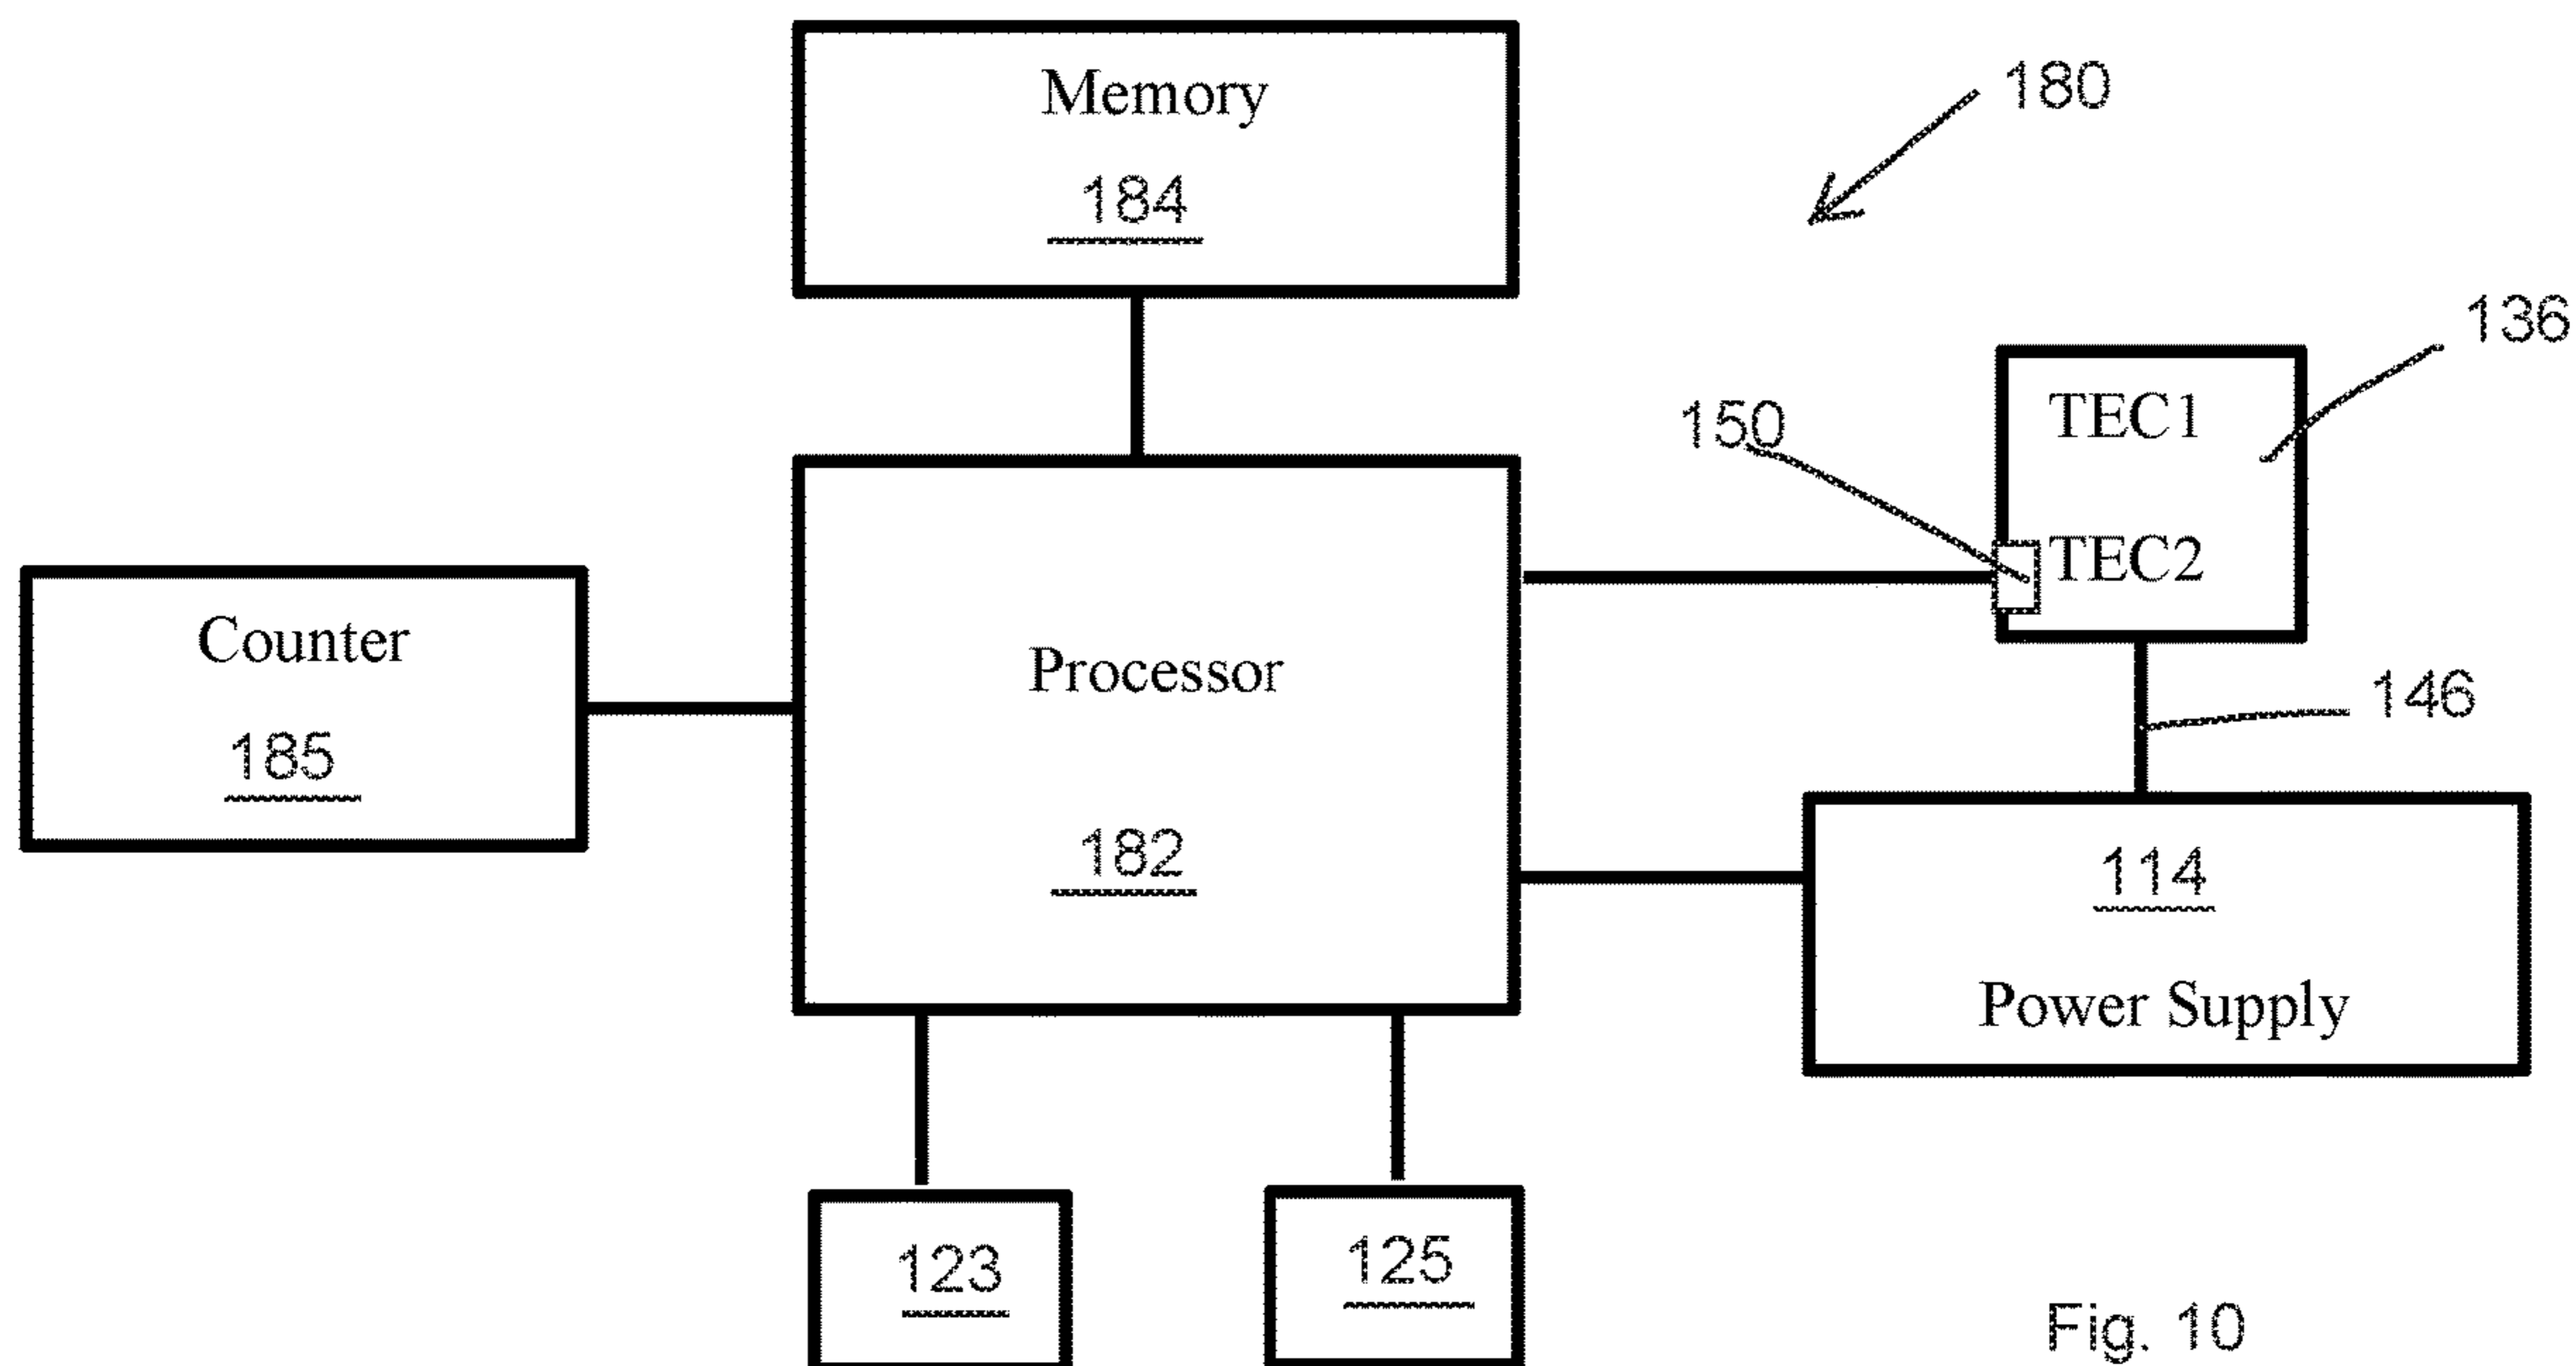 Memory
184
180
136
TEC1
150
TEC2
Counter
185
Processor
182
146
114
Power Supply
123
125
Fig. 10